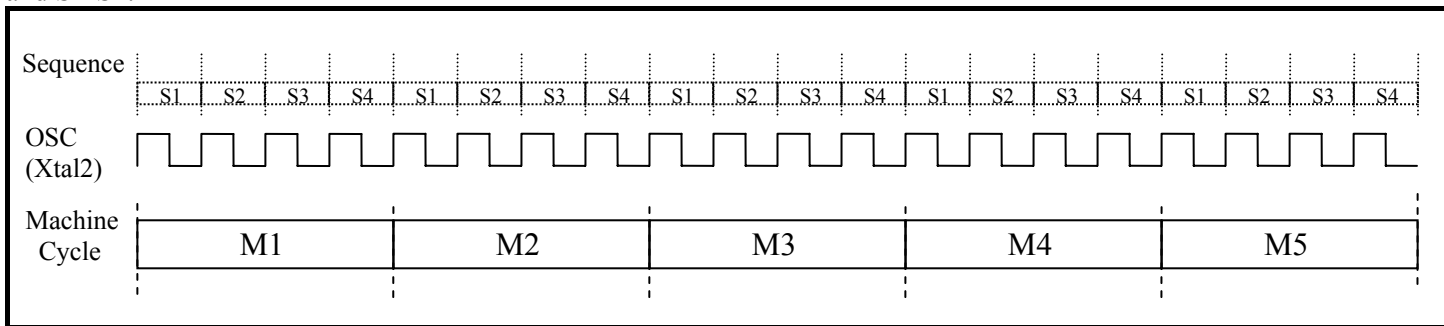 Sequence
S1 S2 S3 S4 S1 S2 S3 S4 S1 S2 S3 S4 S1 S2 S3 S4 S1 S2 S3 S4
OSC
(Xtal2)
Machine
Cycle
M1 M2 M3 M4 M5